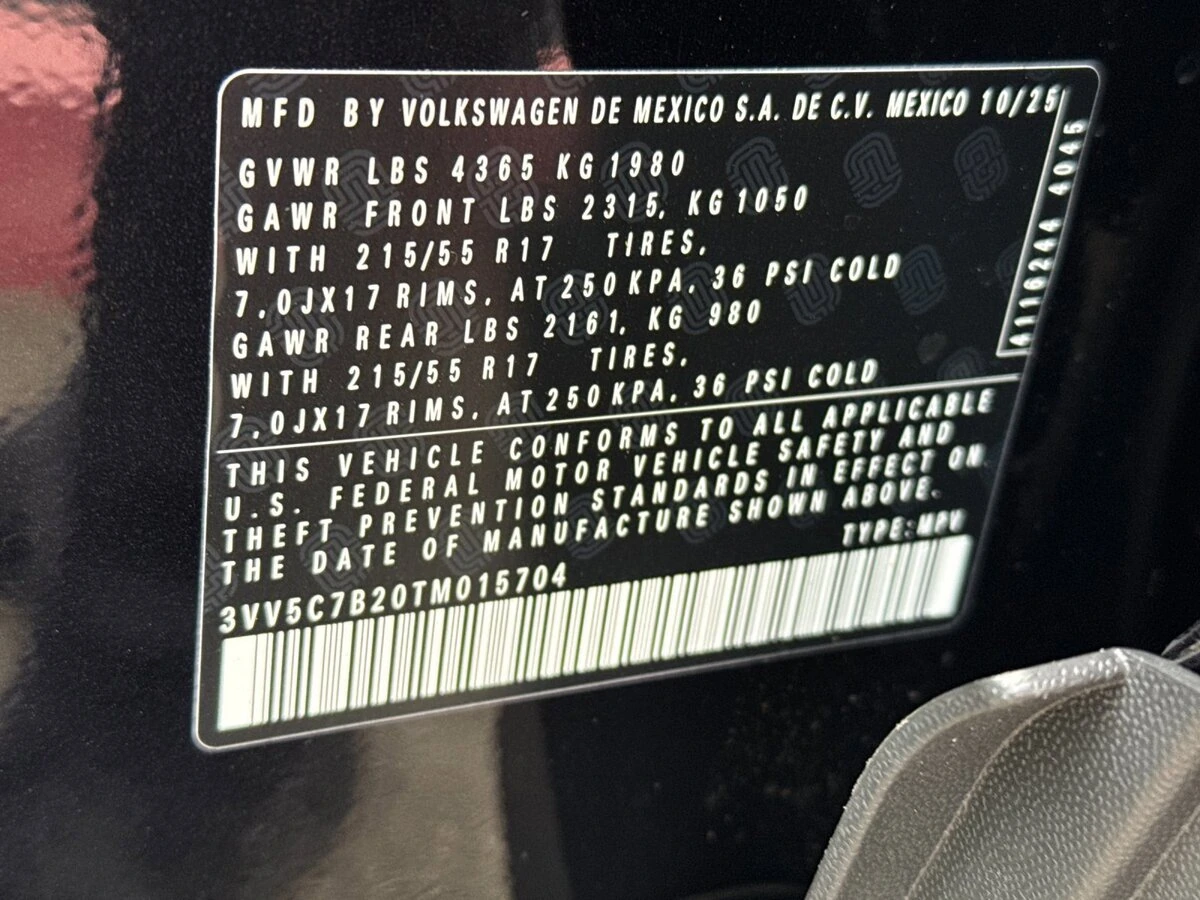 MFD BY VOLKSWAGEN DE MEXICO S.A. DE C.V. MEXICO 10/25
GVWR LBS 4365 KG 1980
GAWR FRONT LBS 2315, KG 1050
WITH 215/55 R17 TIRES,
7.0JX17 RIMS, AT 250 KPA, 36 PSI COLD
GAWR REAR LBS 2161, KG 980
WITH 215/55 R17 TIRES,
7.0JX17 RIMS, AT 250 KPA, 36 PSI COLD
41116244 4045
THIS VEHICLE CONFORMS TO ALL APPLICABLE
U.S. FEDERAL MOTOR VEHICLE SAFETY AND
THEFT PREVENTION STANDARDS IN EFFECT ON
THE DATE OF MANUFACTURE SHOWN ABOVE.
TYPE: MPV
3VV5C7B20TM015704